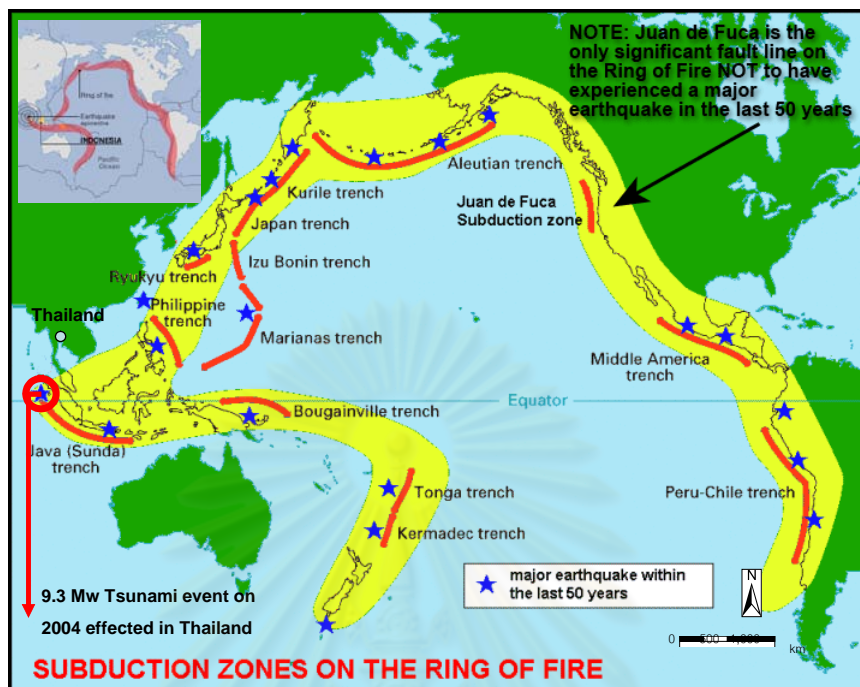 Ring of fire
Earthquake
epicentre
INDONESIA
Pacific
Ocean
NOTE: Juan de Fuca is the
only significant fault line on
the Ring of Fire NOT to have
experienced a major
earthquake in the last 50 years
Aleutian trench
Kurile trench
Juan de Fuca
Subduction zone
Japan trench
Izu Bonin trench
Ryukyu trench
Philippine
trench
Thailand
Marianas trench
Middle America
trench
Equator
Bougainville trench
Java (Sunda)
trench
Tonga trench
Peru-Chile trench
Kermadec trench
9.3 Mw Tsunami event on
2004 effected in Thailand
major earthquake within
the last 50 years
N
0 500 1,000
km
SUBDUCTION ZONES ON THE RING OF FIRE